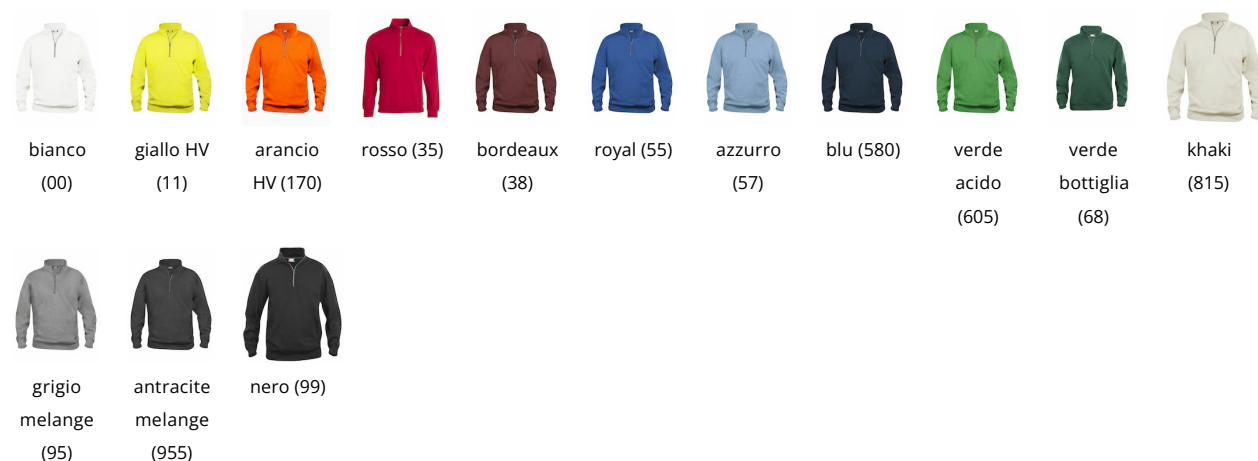 bianco
(00)
giallo HV
(11)
arancio
HV (170)
rosso (35)
bordeaux
(38)
royal (55)
azzurro
(57)
blu (580)
verde
acido
(605)
verde
bottiglia
(68)
khaki
(815)
grigio
melange
(95)
antracite
melange
(955)
nero (99)